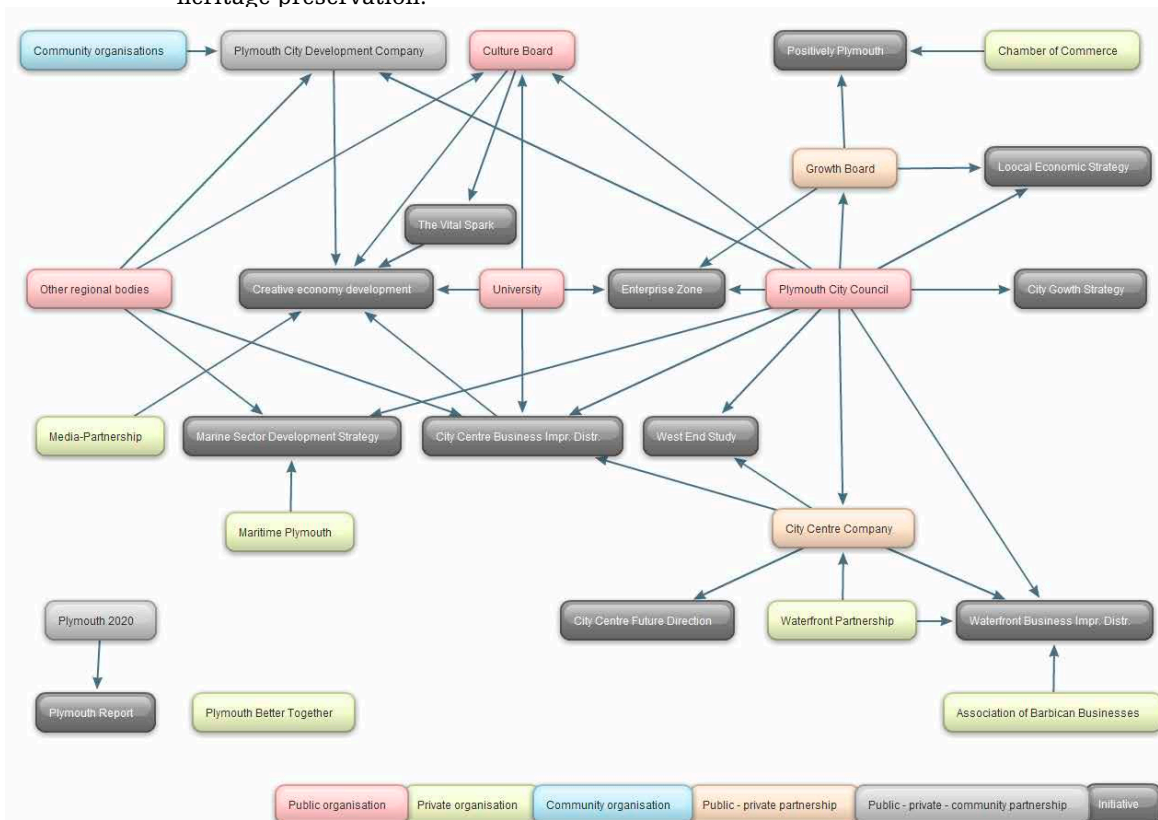 heritage preservation.
Community organisations
Plymouth City Development Company
Culture Board
Positively Plymouth
Chamber of Commerce
Growth Board
Loocal Economic Strategy
The Vital Spark
Other regional bodies
Creative economy development
University
Enterprise Zone
Plymouth City Council
City Gowth Strategy
Media-Partnership
Marine Sector Development Strategy
City Centre Business Impr. Distr.
West End Study
Maritime Plymouth
City Centre Company
Plymouth 2020
City Centre Future Direction
Waterfront Partnership
Waterfront Business Impr. Distr.
Plymouth Report
Plymouth Better Together
Association of Barbican Businesses
Public organisation
Private organisation
Community organisation
Public - private partnership
Public - private - community partnership
Initiative